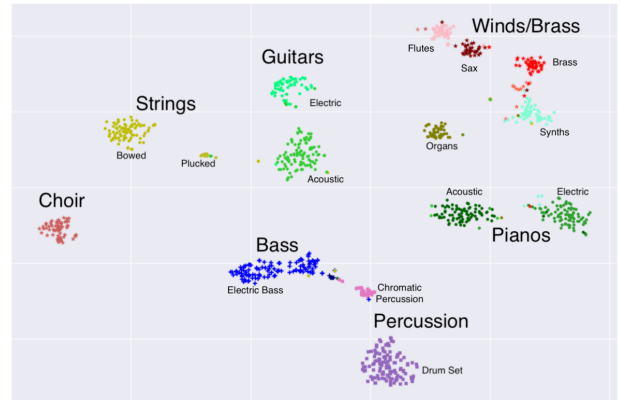 Winds/Brass
Flutes
Sax
Brass
Guitars
Electric
Synths
Strings
Bowed
Plucked
Organs
Acoustic
Choir
Acoustic
Electric
Pianos
Bass
Electric Bass
Chromatic
Percussion
Percussion
Drum Set